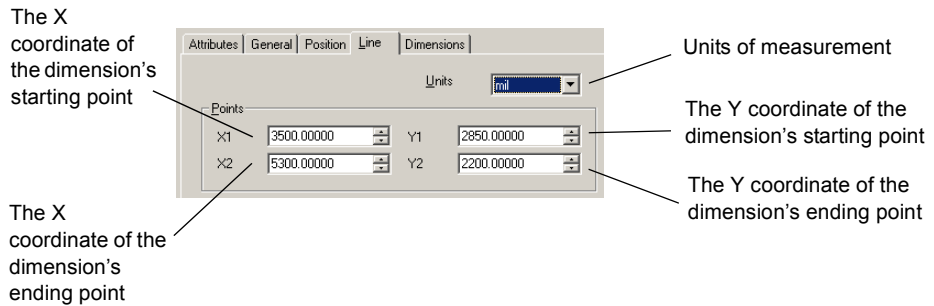 The X
coordinate of
the dimension's
starting point
Attributes General Position Line Dimensions
Units mil
Points
X1 3500.00000 Y1 2850.00000
X2 5300.00000 Y2 2200.00000
Units of measurement
The Y coordinate of the
dimension's starting point
The Y coordinate of the
dimension's ending point
The X
coordinate of the
dimension's
ending point